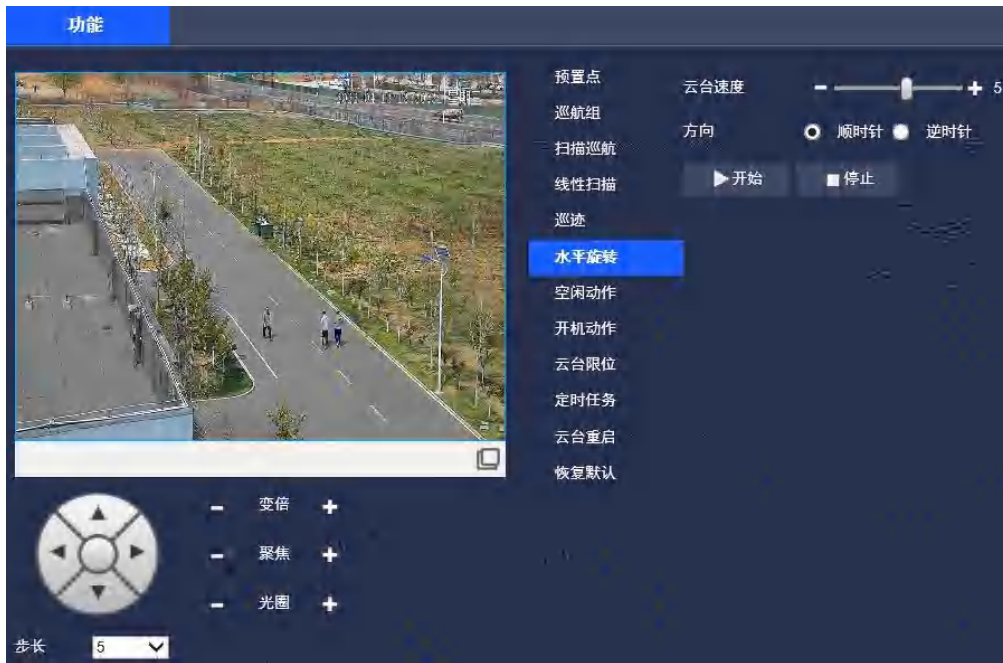 功能
预置点
巡航组
扫描巡航
线性扫描
巡迹
水平旋转
空闲动作
开机动作
云台限位
定时任务
云台重启
恢复默认
云台速度 - + 5
方向 顺时针 逆时针
开始 停止
- 变倍 +
- 聚焦 +
- 光圈 +
步长 5